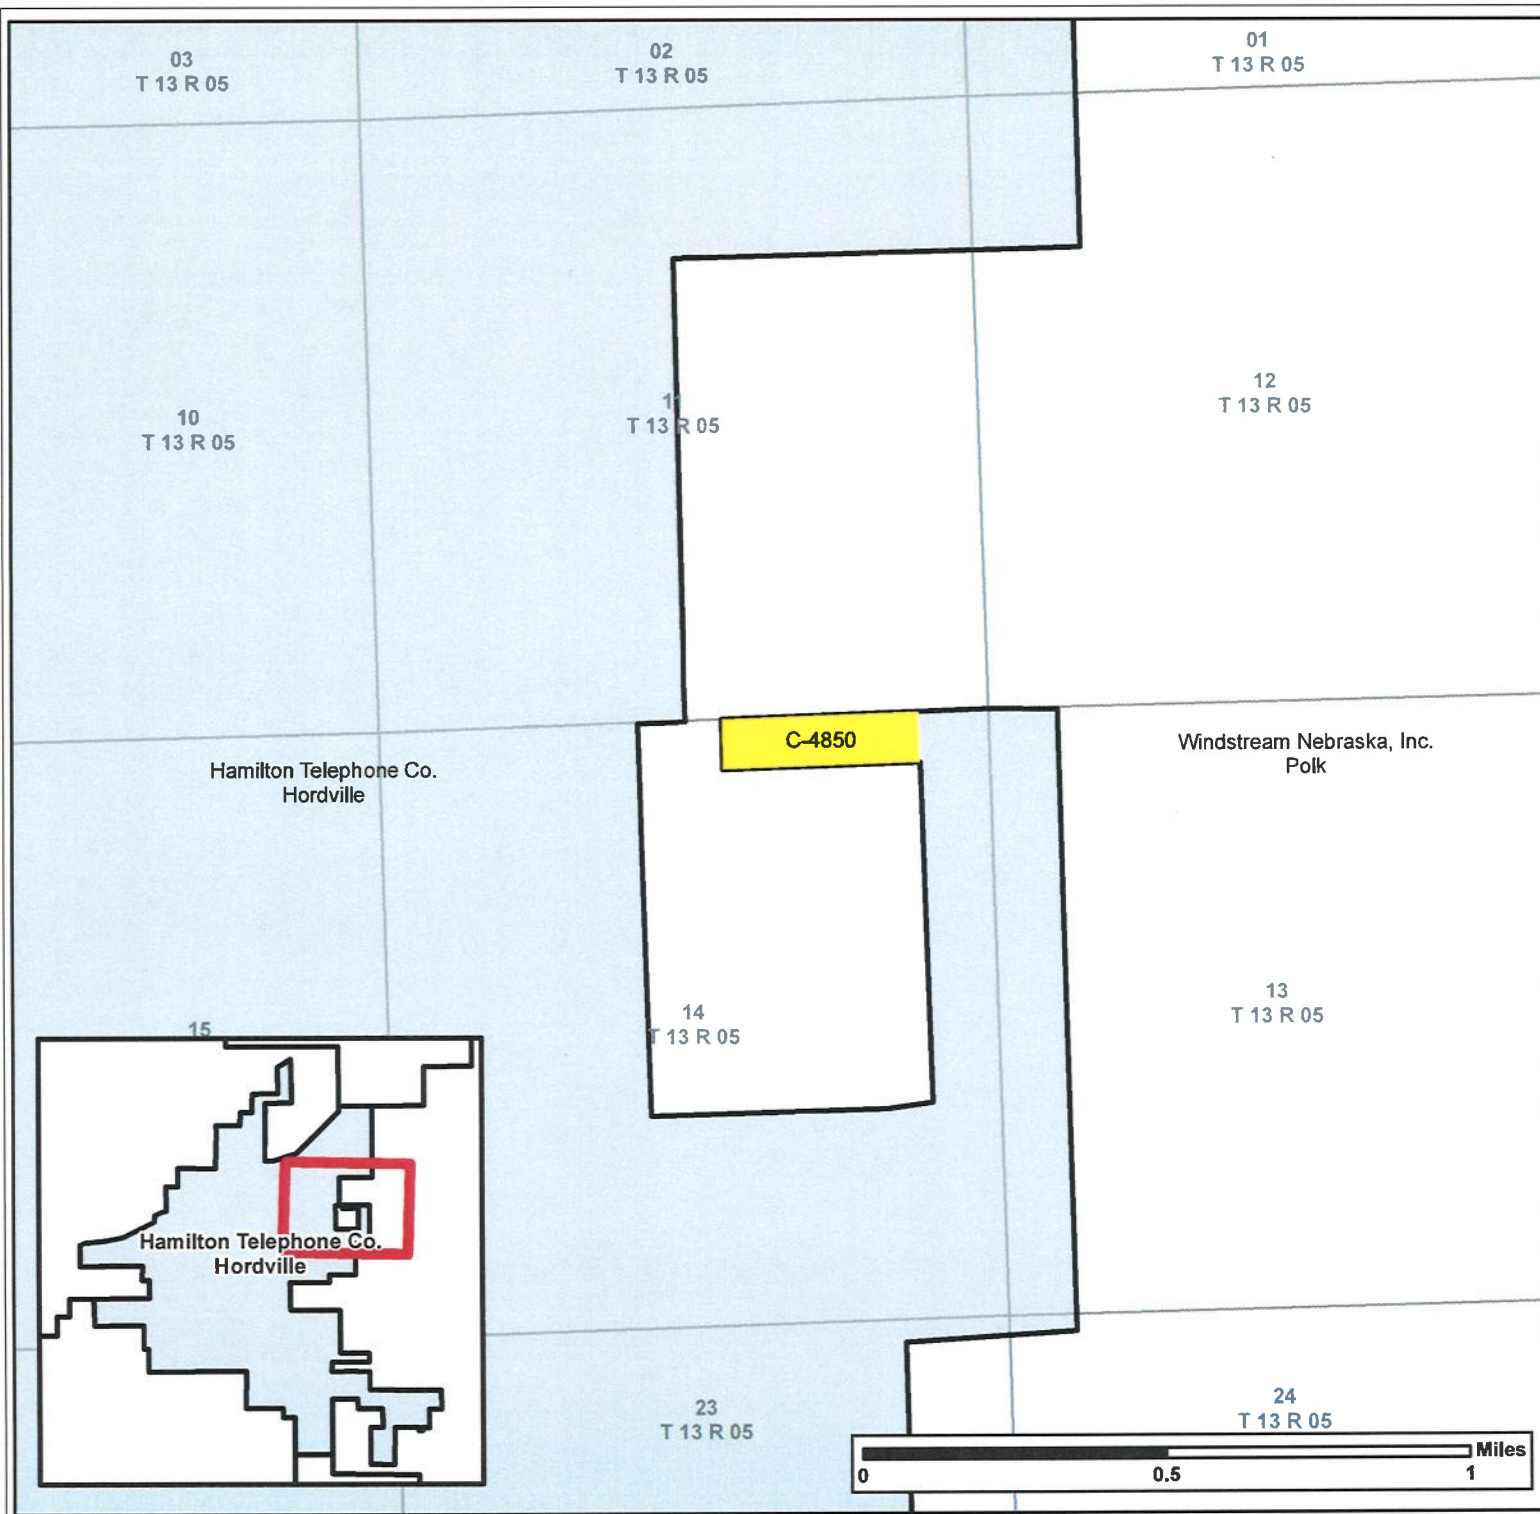 03
T 13 R 05
02
T 13 R 05
01
T 13 R 05
10
T 13 R 05
11
T 13 R 05
12
T 13 R 05
C-4850
Hamilton Telephone Co.
Hordville
Windstream Nebraska, Inc.
Polk
14
T 13 R 05
13
T 13 R 05
15
Hamilton Telephone Co.
Hordville
23
T 13 R 05
24
T 13 R 05
Miles
0 0.5 1